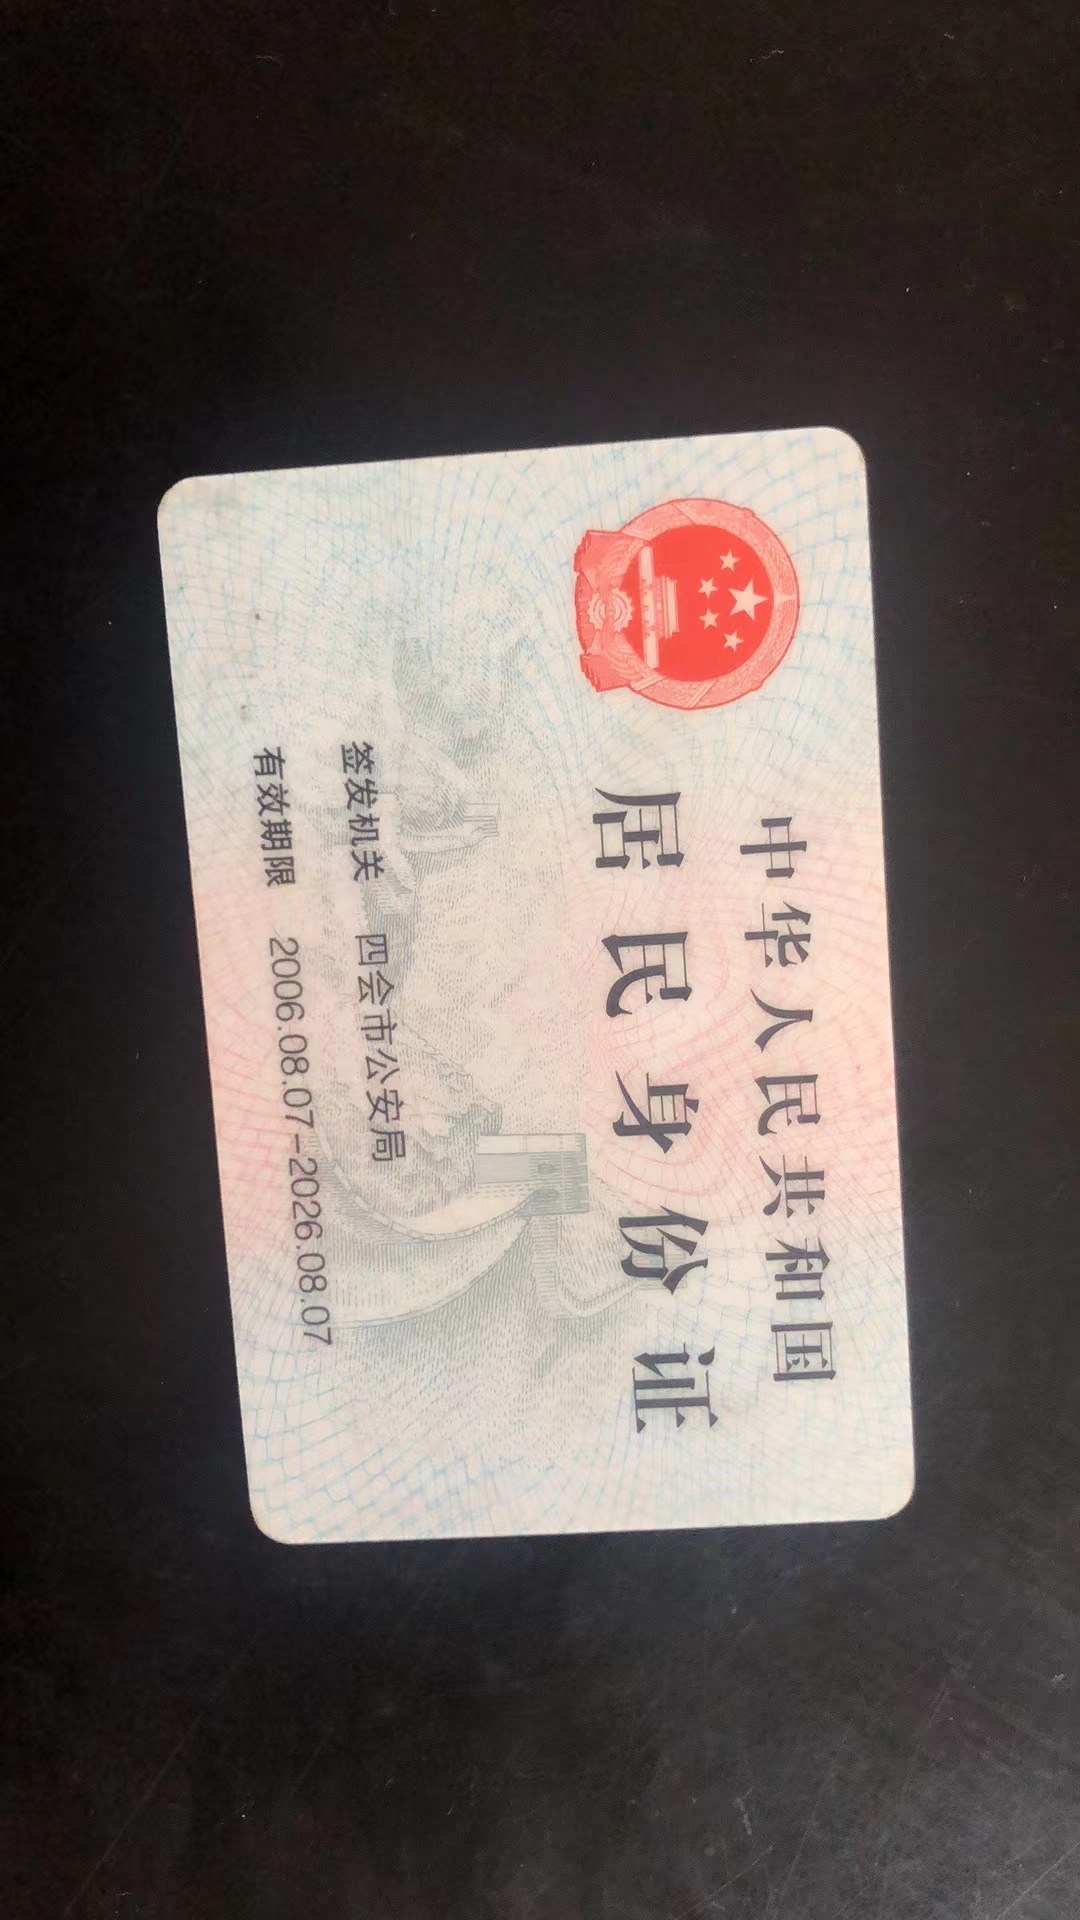 中华人民共和国
居民身份证
签发机关 四会市公安局
有效期限 2006.08.07-2026.08.07